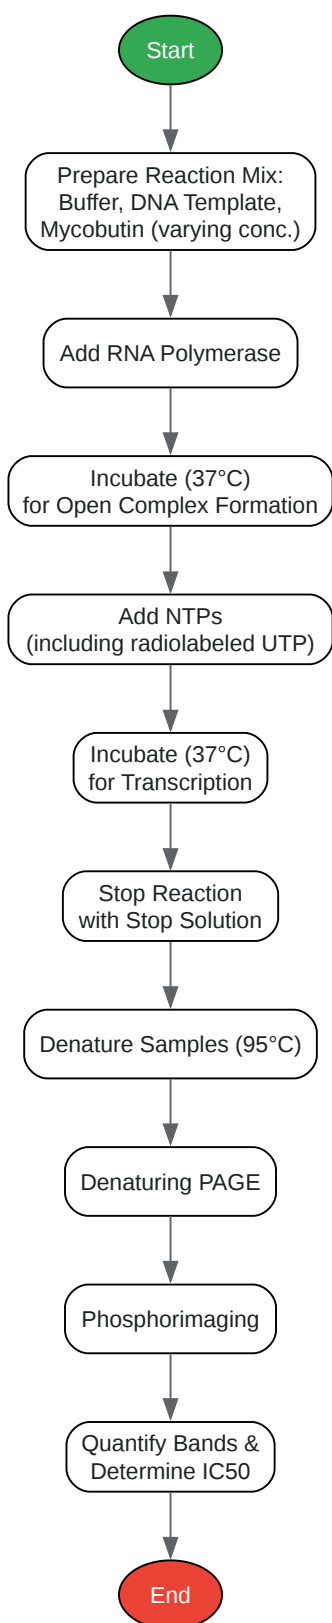 Start
Prepare Reaction Mix:
Buffer, DNA Template,
Mycobutin (varying conc.)
Add RNA Polymerase
Incubate (37°C)
for Open Complex Formation
Add NTPs
(including radiolabeled UTP)
Incubate (37°C)
for Transcription
Stop Reaction
with Stop Solution
Denature Samples (95°C)
Denaturing PAGE
Phosphorimaging
Quantify Bands &
Determine IC50
End